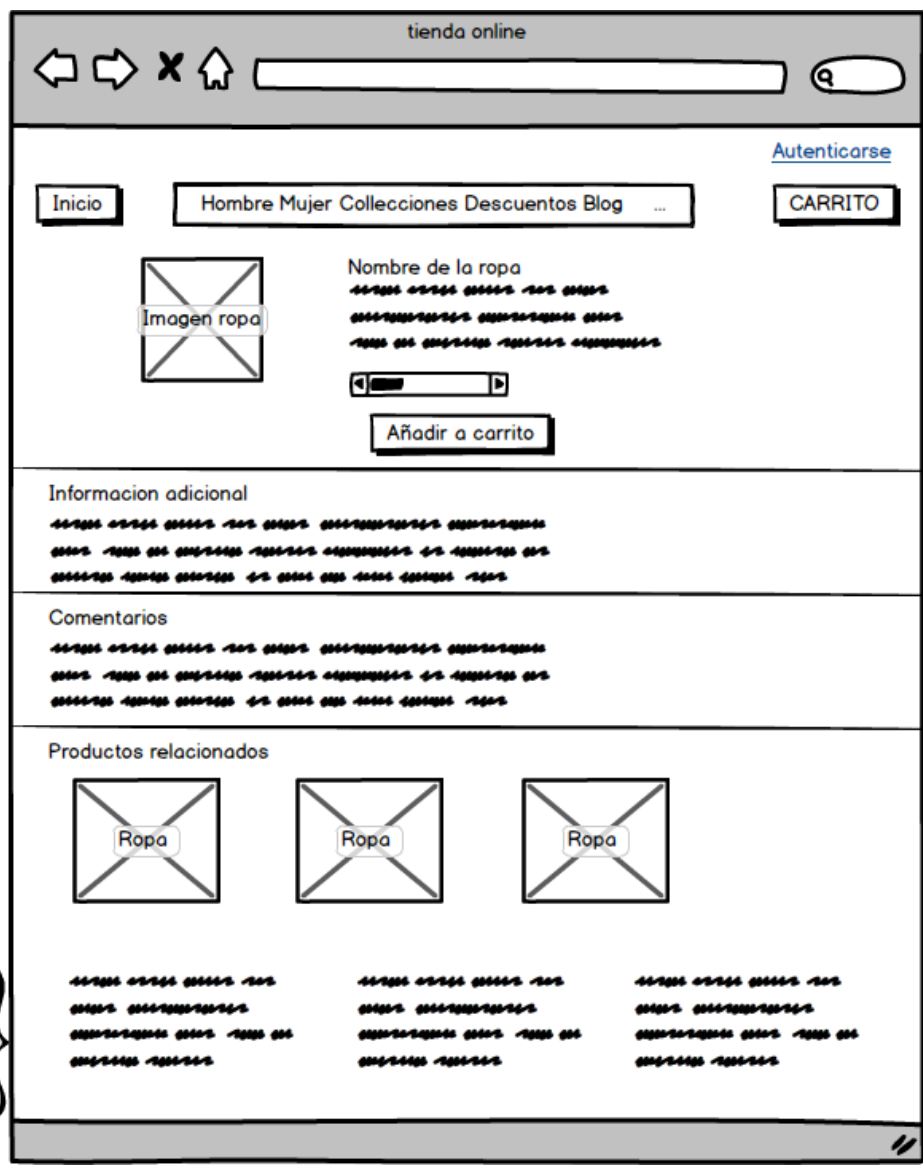 tienda online
Autenticarse
Inicio
Hombre Mujer Collecciones Descuentos Blog ...
CARRITO
Imagen ropa
Nombre de la ropa
Añadir a carrito
Informacion adicional
Comentarios
Productos relacionados
Ropa
Ropa
Ropa